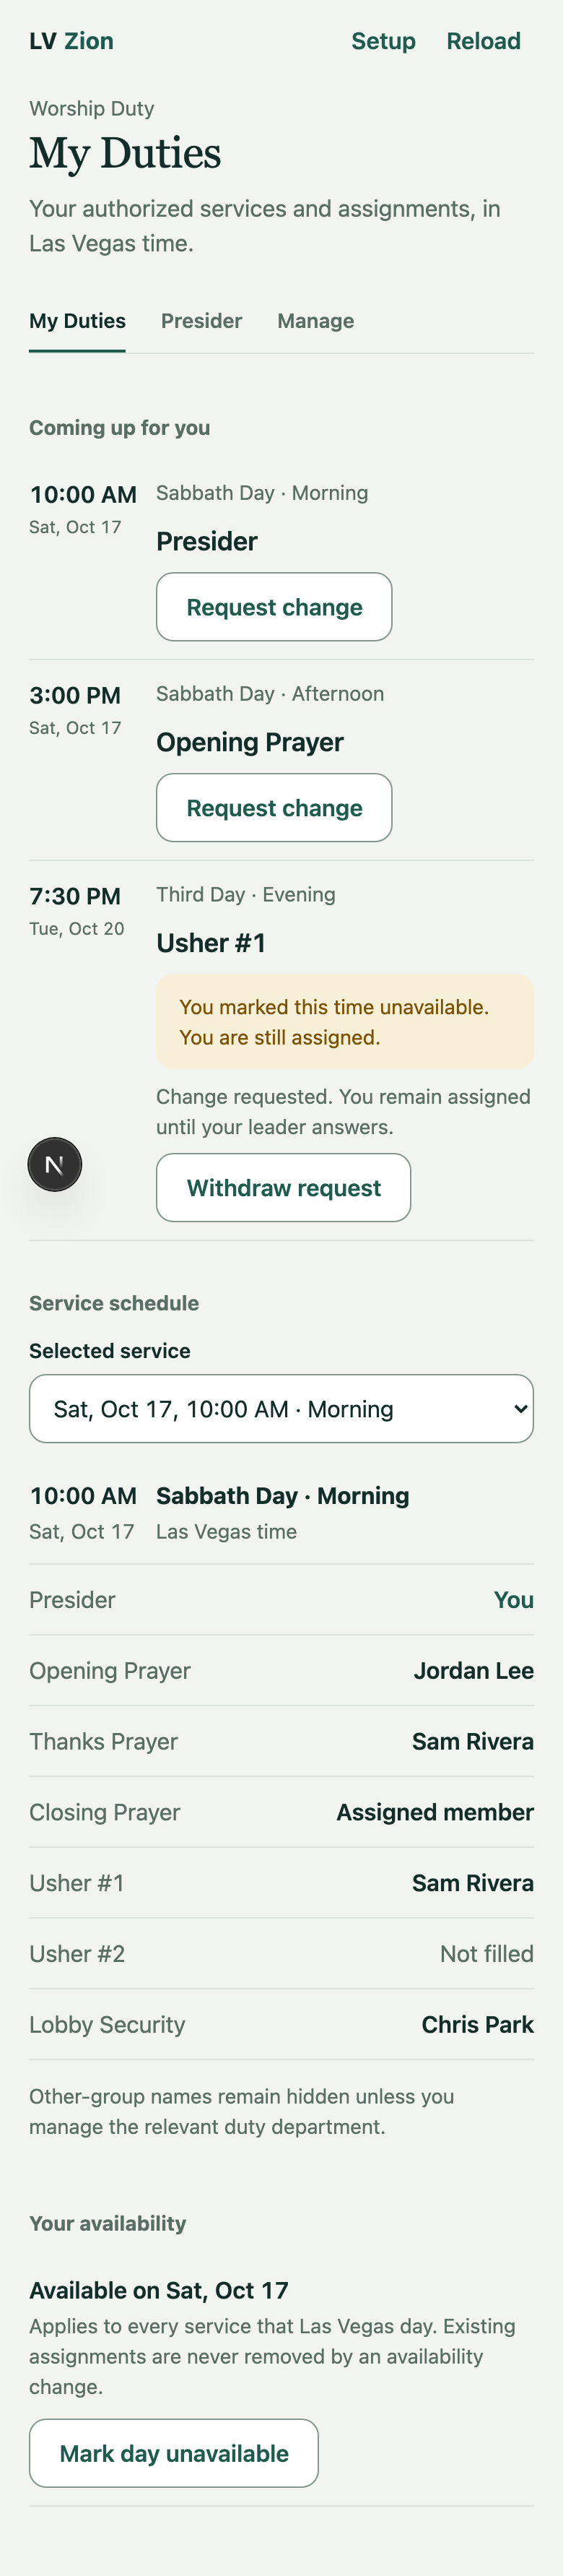 LV Zion
Setup
Reload
Worship Duty
My Duties
Your authorized services and assignments, in
Las Vegas time.
My Duties
Presider
Manage
Coming up for you
10:00 AM
Sat, Oct 17
Sabbath Day · Morning
Presider
Request change
3:00 PM
Sat, Oct 17
Sabbath Day · Afternoon
Opening Prayer
Request change
7:30 PM
Tue, Oct 20
Third Day · Evening
Usher #1
You marked this time unavailable.
You are still assigned.
Change requested. You remain assigned
until your leader answers.
N
Withdraw request
Service schedule
Selected service
Sat, Oct 17, 10:00 AM · Morning
10:00 AM
Sat, Oct 17
Sabbath Day · Morning
Las Vegas time
Presider
You
Opening Prayer
Jordan Lee
Thanks Prayer
Sam Rivera
Closing Prayer
Assigned member
Usher #1
Sam Rivera
Usher #2
Not filled
Lobby Security
Chris Park
Other-group names remain hidden unless you
manage the relevant duty department.
Your availability
Available on Sat, Oct 17
Applies to every service that Las Vegas day. Existing
assignments are never removed by an availability
change.
Mark day unavailable